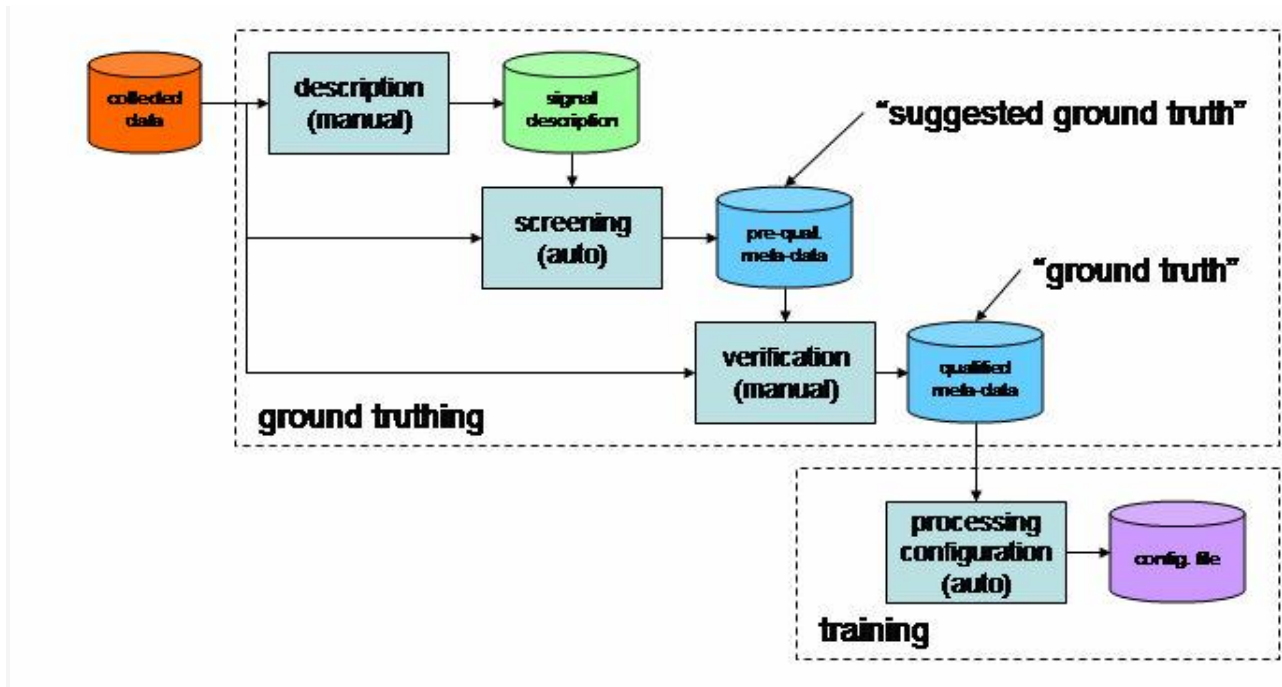 collected
data
description
(manual)
signal
description
"suggested ground truth"
screening
(auto)
pre-qual.
meta-data
"ground truth"
verification
(manual)
qualified
meta-data
ground truthing
processing
configuration
(auto)
config. file
training